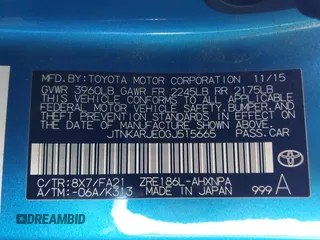 MFD.BY:TOYOTA MOTOR CORPORATION 11/15
GVWR 3960LB GAWR FR 2245LB RR 2175LB
THIS VEHICLE CONFORMS TO ALL APPLICABLE
FEDERAL MOTOR VEHICLE SAFETY, BUMPER,
AND THEFT PREVENTION STANDARDS IN EFFECT
ON THE DATE OF MANUFACTURE SHOWN ABOVE.
JTNKARJE0GJ515665
PASS.CAR
TOYOTA
C/TR:8X7/FA21 ZRE186L-AHXNPA
A/TM:-06A/K313 MADE IN JAPAN 999 A
DREAMBID